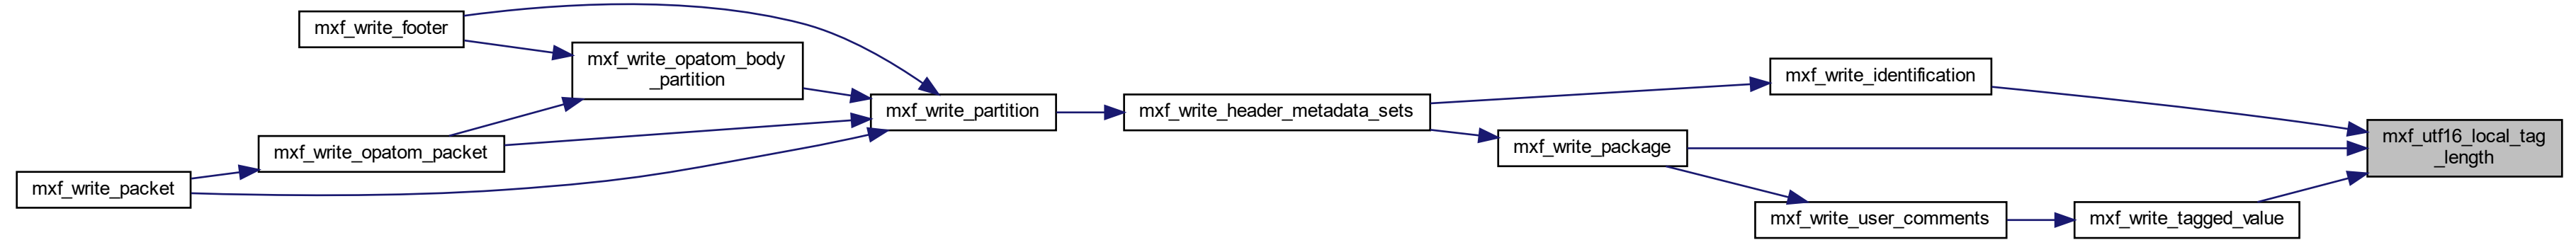 mxf_write_footer
mxf_write_opatom_body
_partition
mxf_write_identification
mxf_write_partition
mxf_write_header_metadata_sets
mxf_utf16_local_tag
_length
mxf_write_package
mxf_write_opatom_packet
mxf_write_packet
mxf_write_user_comments
mxf_write_tagged_value